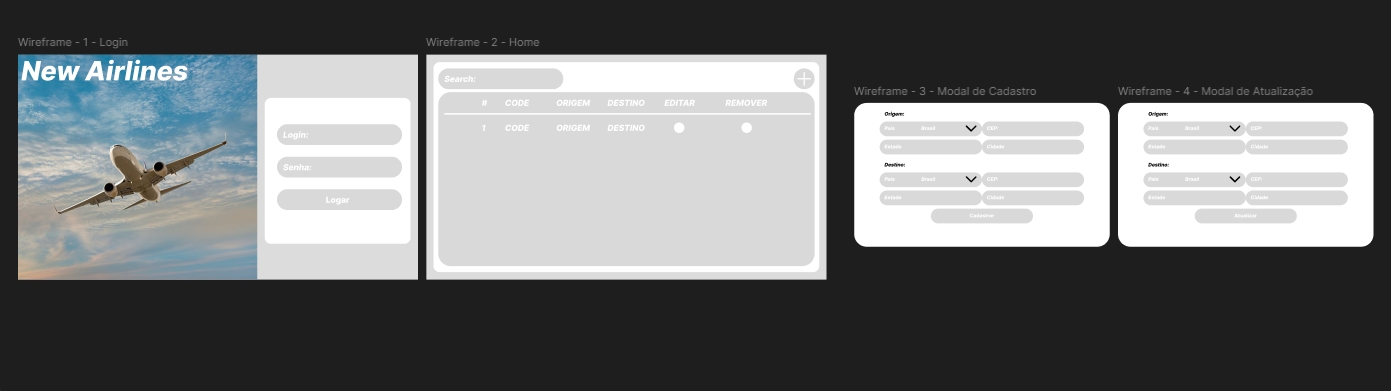 Wireframe - 1 - Login
New Airlines
Login:
Senha:
Logar
Wireframe - 2 - Home
Search:
# CODE ORIGEM DESTINO EDITAR REMOVER
1 CODE ORIGEM DESTINO
Wireframe - 3 - Modal de Cadastro
Origem:
País: Brasil CEP:
Estado Cidade
Destino:
País: Brasil CEP:
Estado Cidade
Cadastrar
Wireframe - 4 - Modal de Atualização
Origem:
País: Brasil CEP:
Estado Cidade
Destino:
País: Brasil CEP:
Estado Cidade
Atualizar